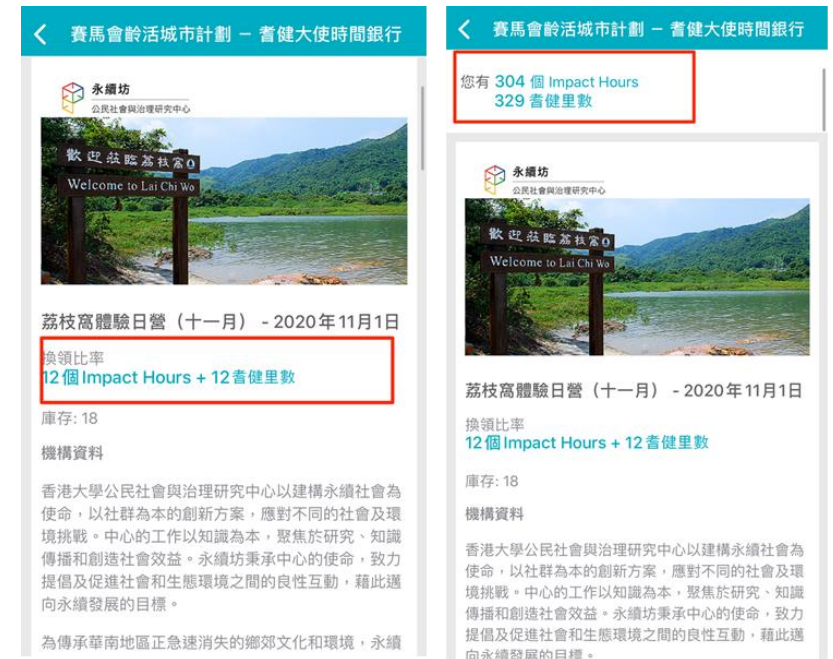 賽馬會齡活城市計劃 – 耆健大使時間銀行
永續坊
公民社會與治理研究中心
歡迎莅臨荔枝窩
Welcome to Lai Chi Wo
荔枝窩體驗日營（十一月） - 2020年11月1日
換領比率
12個Impact Hours + 12耆健里數
庫存: 18
機構資料
香港大學公民社會與治理研究中心以建構永續社會為
使命，以社群為本的創新方案，應對不同的社會及環
境挑戰。中心的工作以知識為本，聚焦於研究、知識
傳播和創造社會效益。永續坊秉承中心的使命，致力
提倡及促進社會和生態環境之間的良性互動，藉此邁
向永續發展的目標。
為傳承華南地區正急速消失的鄉郊文化和環境，永續
賽馬會齡活城市計劃 – 耆健大使時間銀行
您有 304 個 Impact Hours
329 耆健里數
永續坊
公民社會與治理研究中心
歡迎莅臨荔枝窩
Welcome to Lai Chi Wo
荔枝窩體驗日營（十一月） - 2020年11月1日
換領比率
12個Impact Hours + 12耆健里數
庫存: 18
機構資料
香港大學公民社會與治理研究中心以建構永續社會為
使命，以社群為本的創新方案，應對不同的社會及環
境挑戰。中心的工作以知識為本，聚焦於研究、知識
傳播和創造社會效益。永續坊秉承中心的使命，致力
提倡及促進社會和生態環境之間的良性互動，藉此邁
向永續發展的目標。